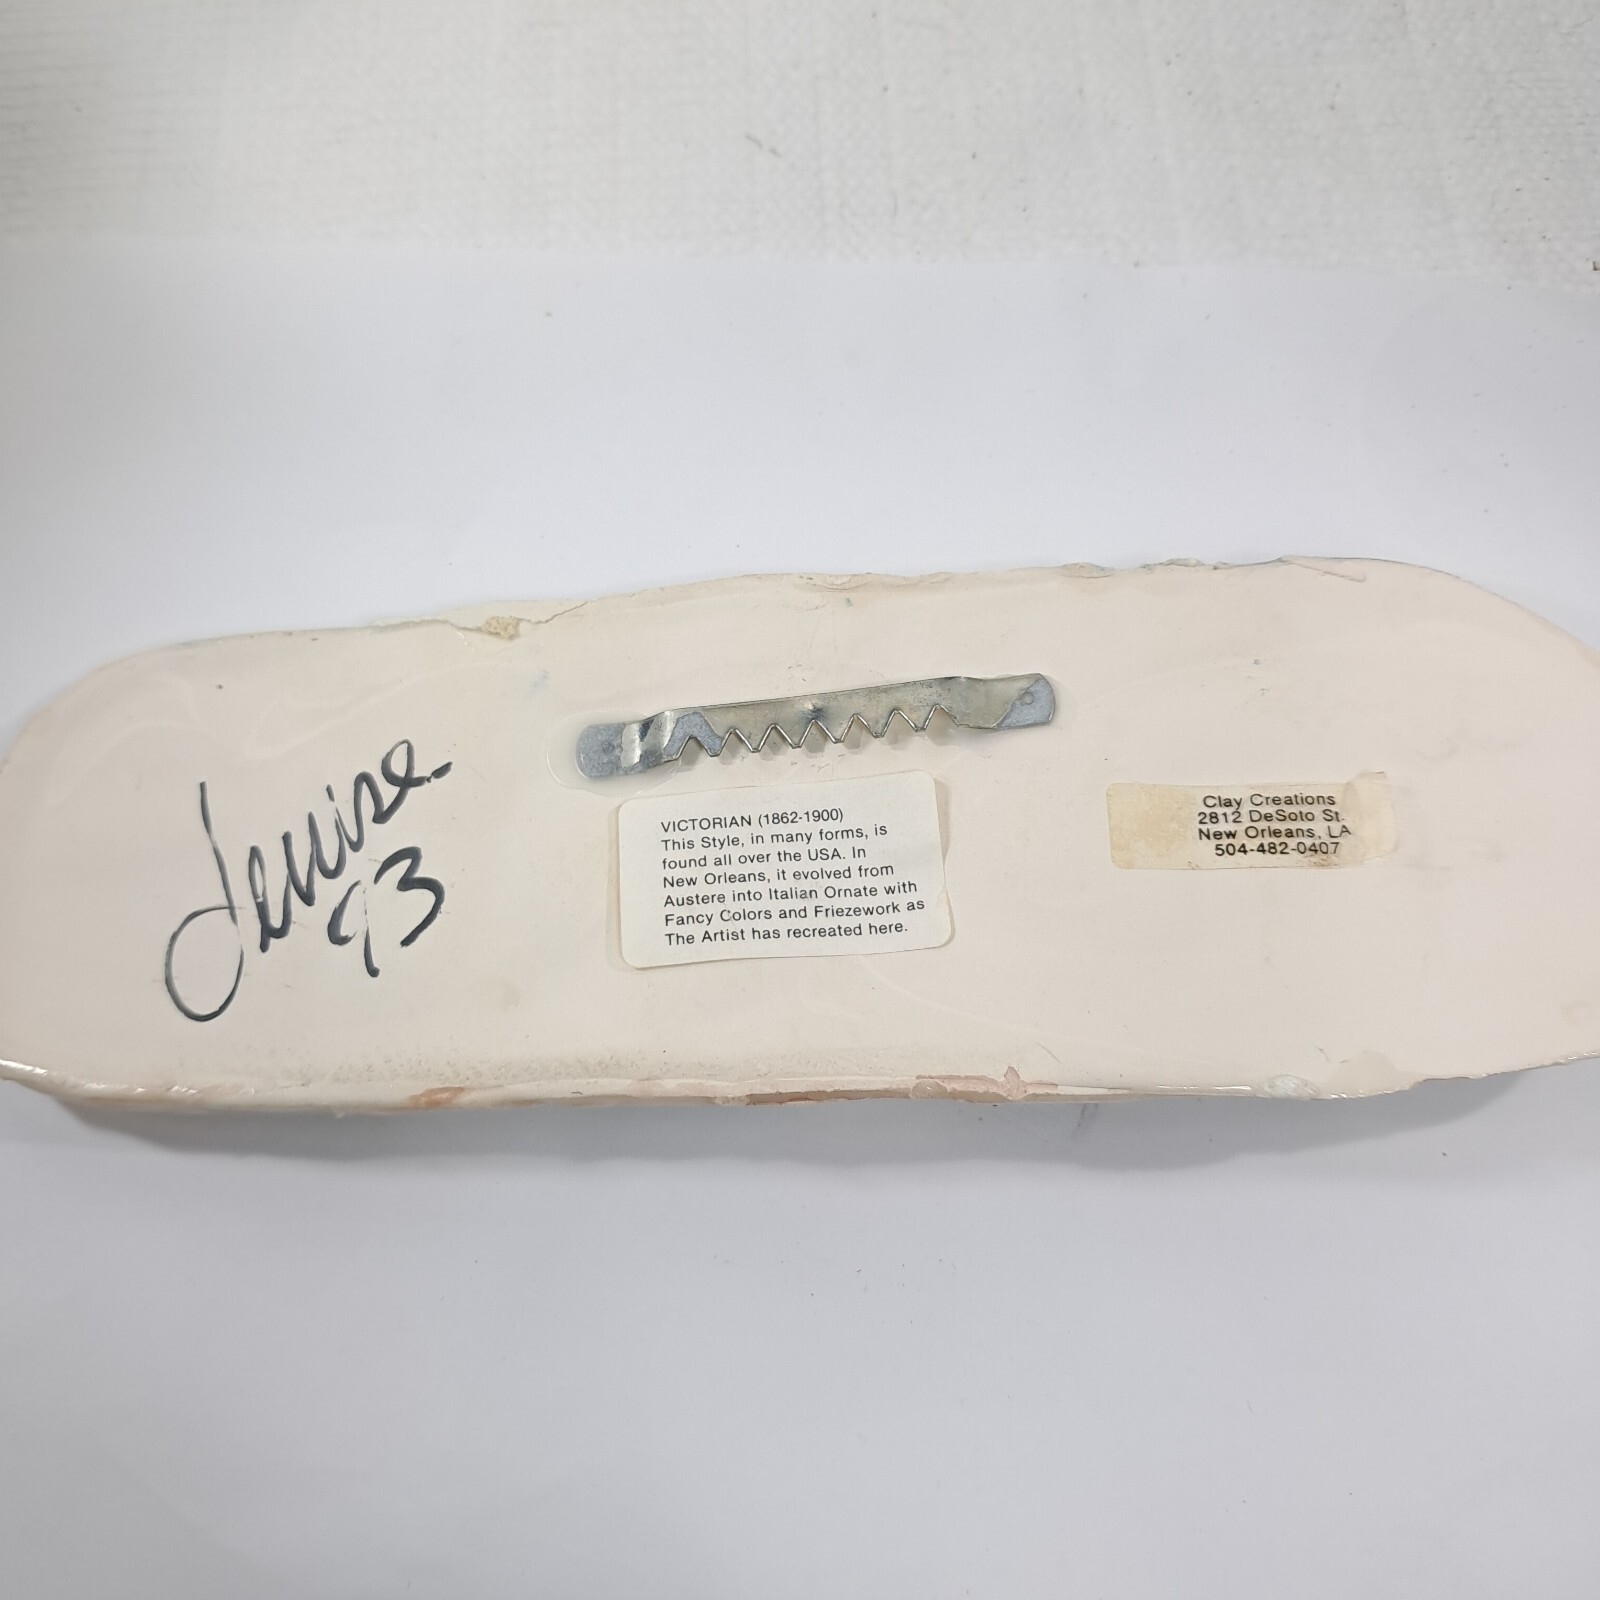 Denise
93
VICTORIAN (1862-1900)
This Style, in many forms, is
found all over the USA. In
New Orleans, it evolved from
Austere into Italian Ornate with
Fancy Colors and Friezework as
The Artist has recreated here.
Clay Creations
2812 DeSoto St.
New Orleans, LA
504-482-0407